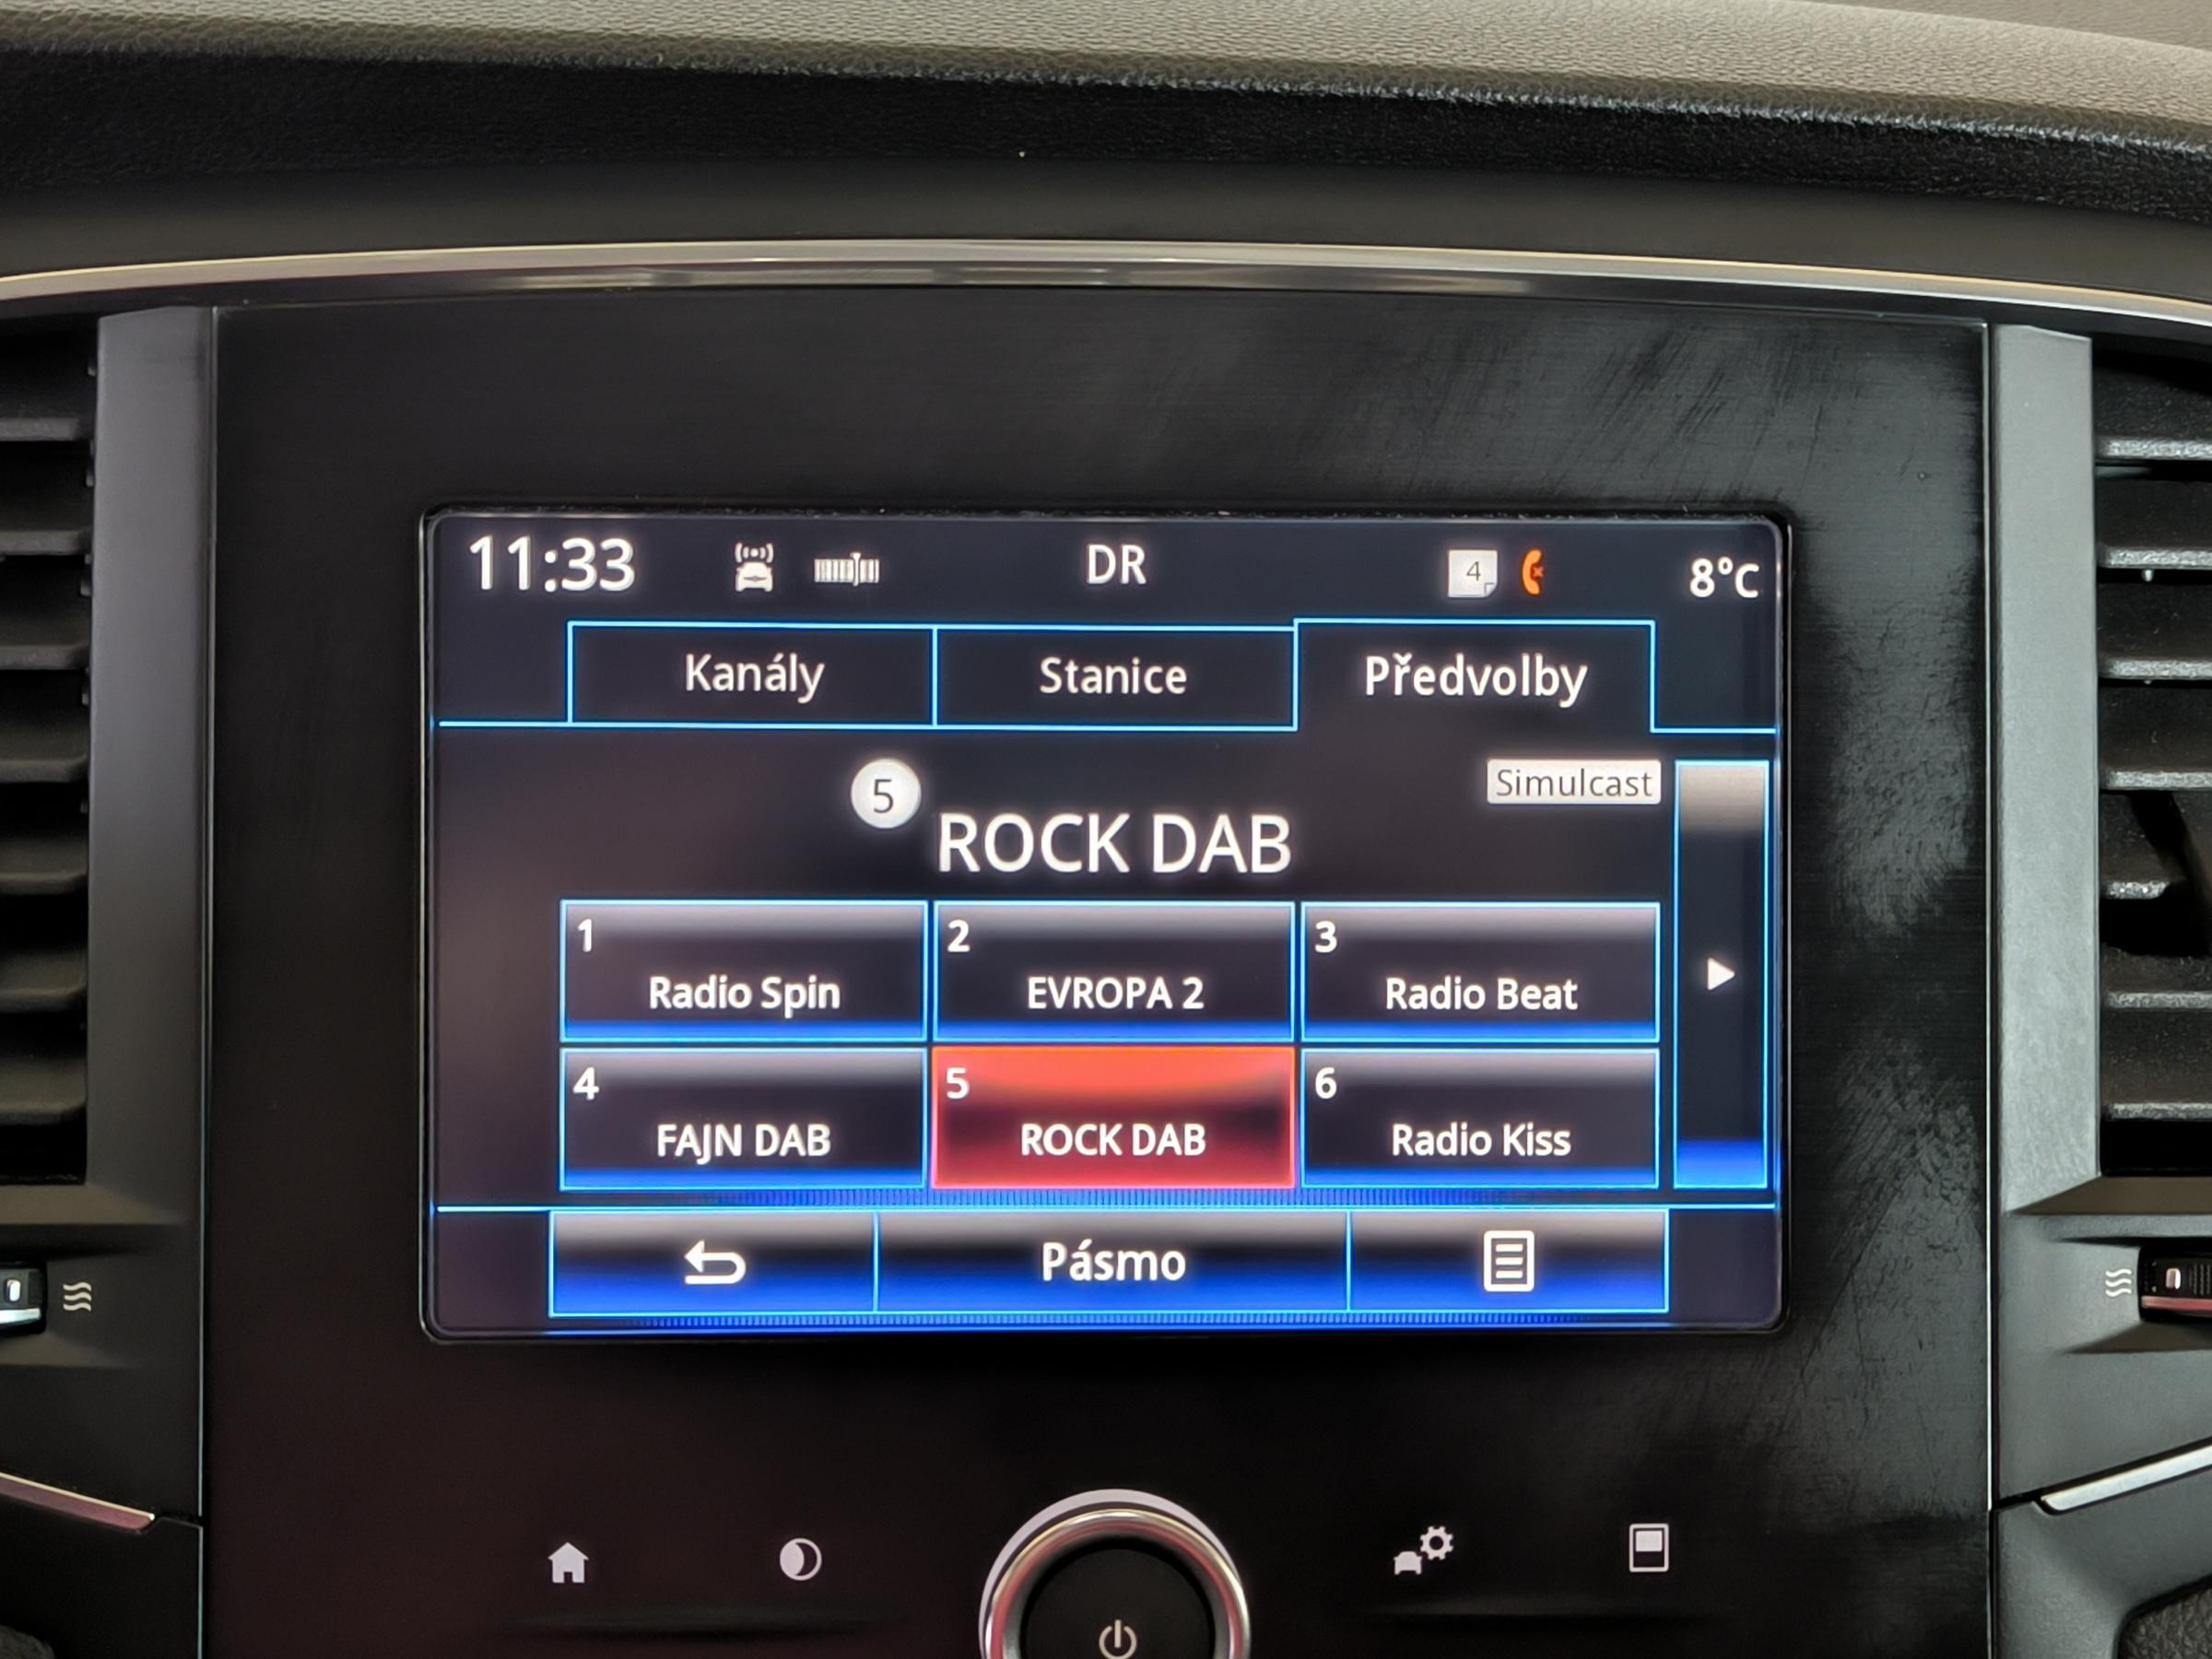 11:33
DR
4
8°C
Kanály
Stanice
Předvolby
5
Simulcast
ROCK DAB
1
Radio Spin
2
EVROPA 2
3
Radio Beat
4
FAJN DAB
5
ROCK DAB
6
Radio Kiss
Pásmo